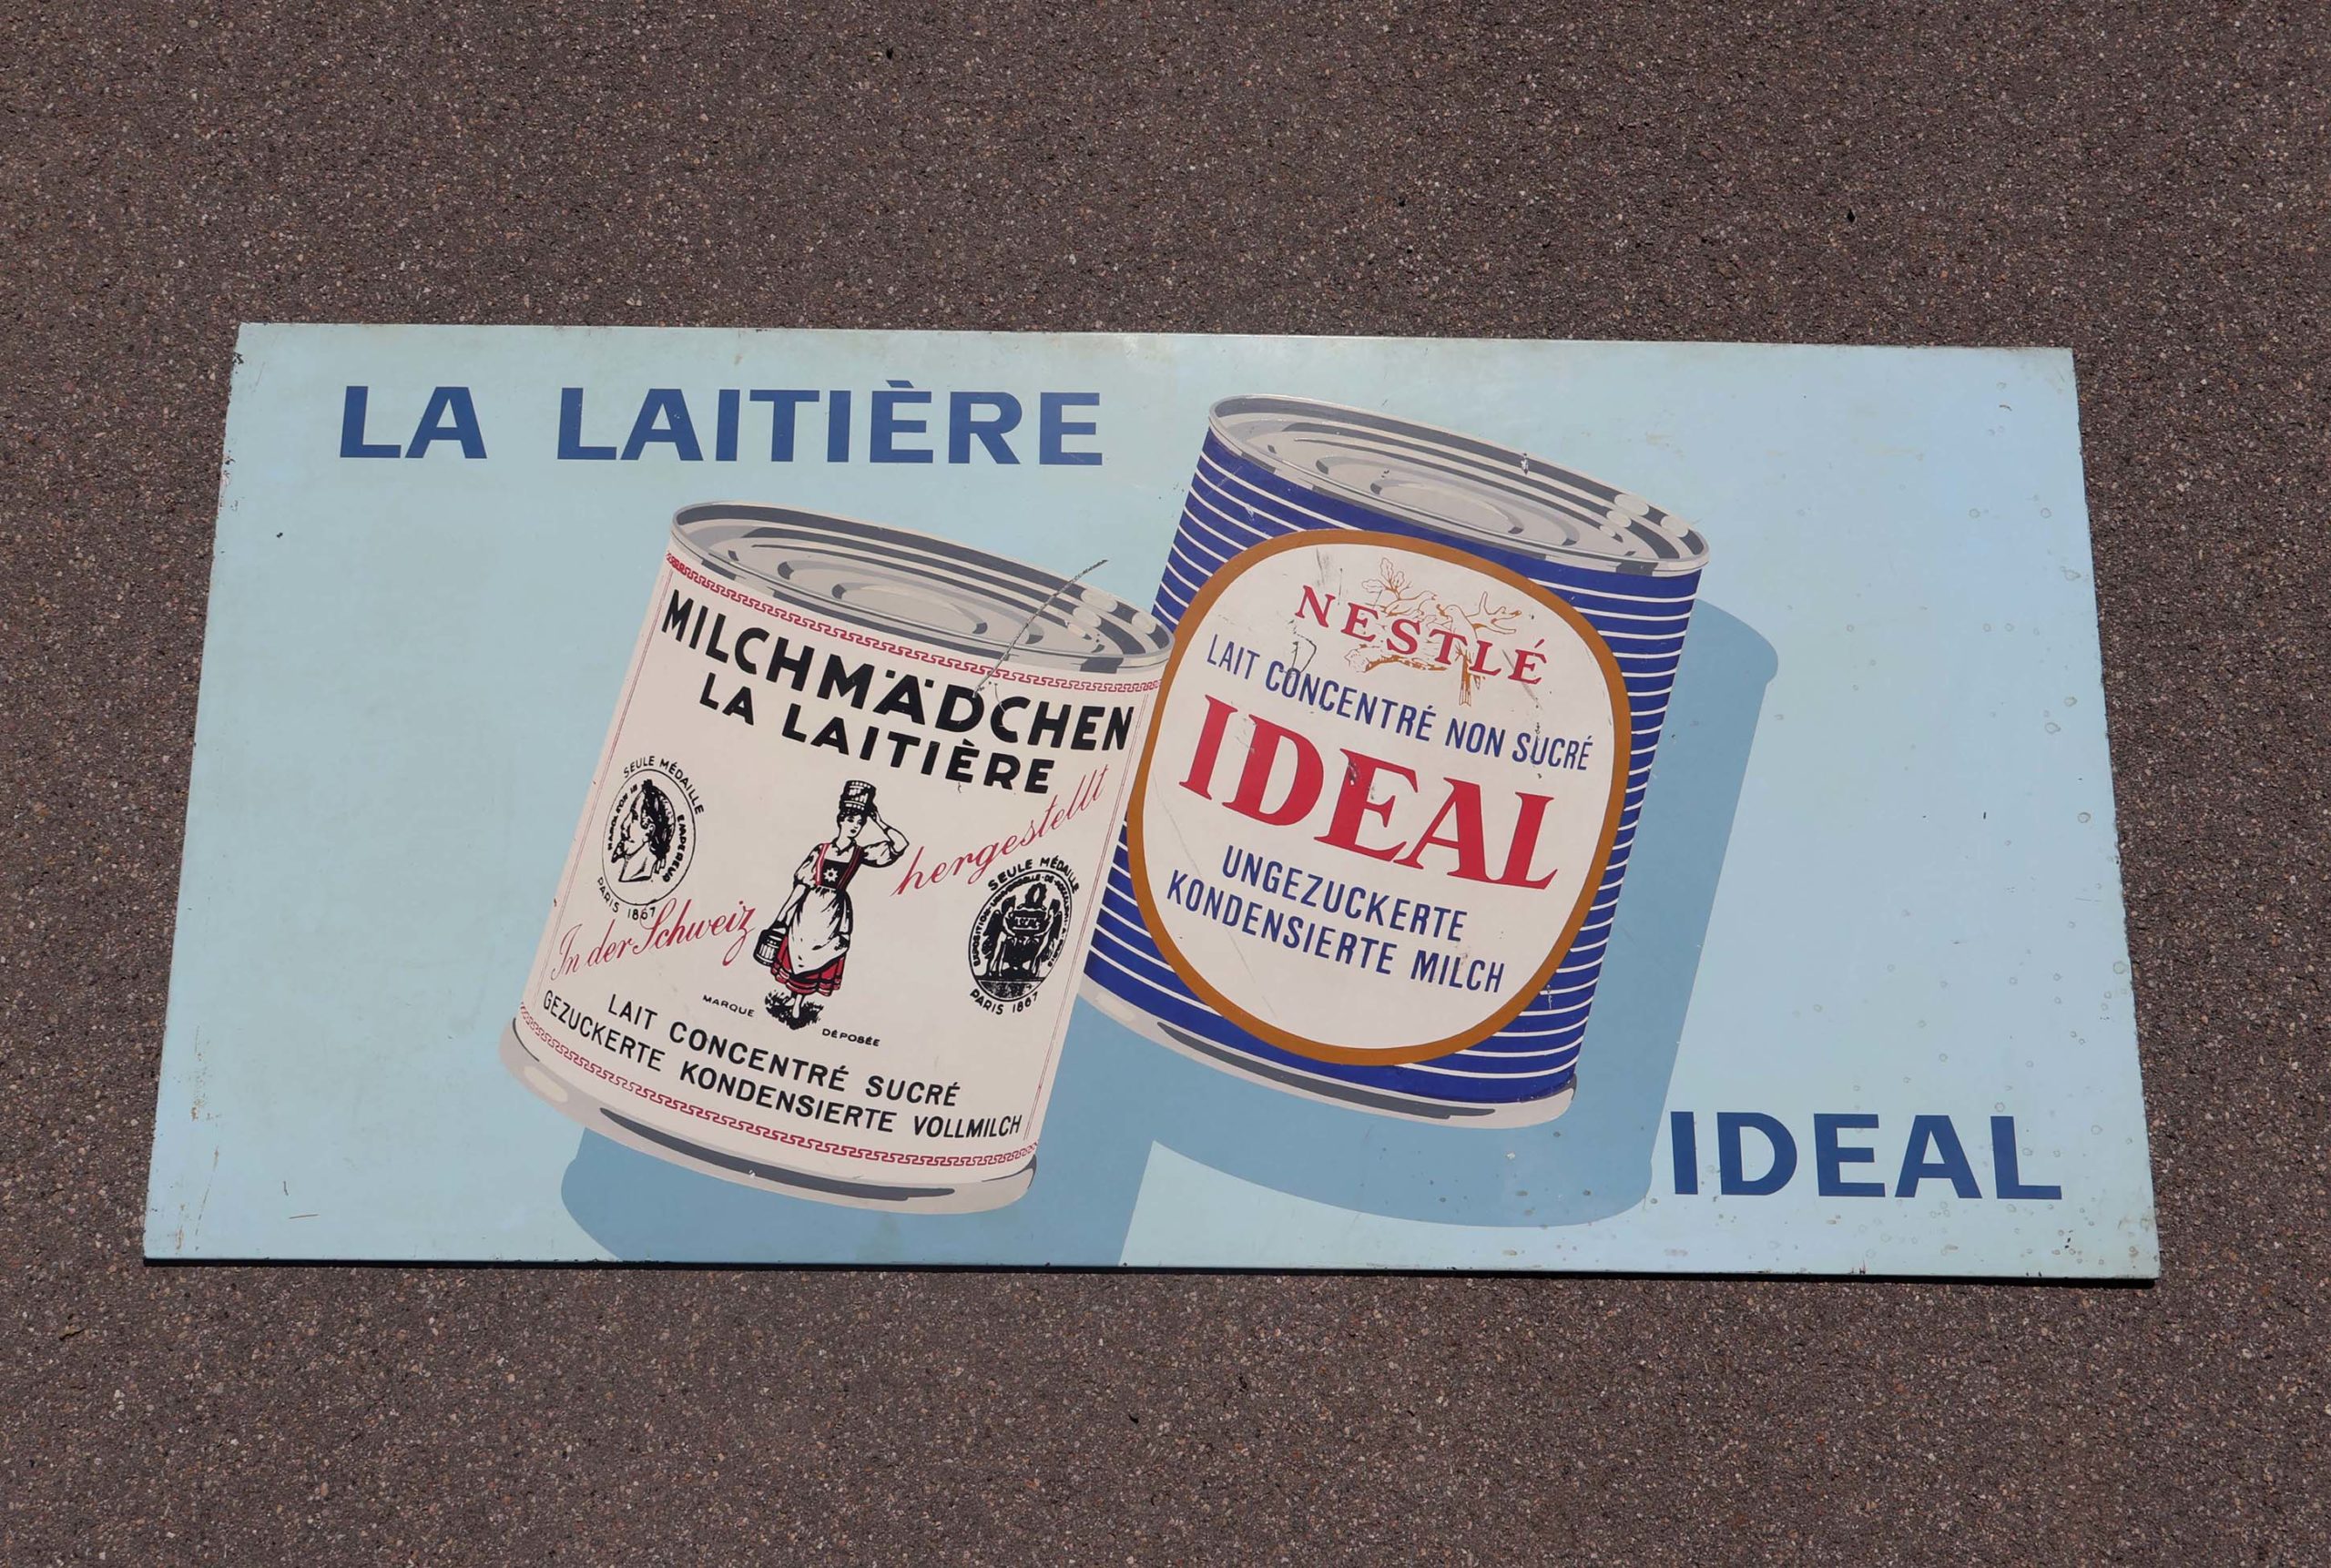 LA LAITIÈRE
MILCHMÄDCHEN
LA LAITIÈRE
SEULE MÉDAILLE
PARIS 1867
In der Schweiz
hergestellt
SEULE MÉDAILLE
PARIS 1867
MARQUE
DÉPOSÉE
LAIT CONCENTRÉ SUCRÉ
GEZUCKERTE KONDENSIERTE VOLLMILCH
NESTLÉ
LAIT CONCENTRÉ NON SUCRÉ
IDEAL
UNGEZUCKERTE
KONDENSIERTE MILCH
IDEAL